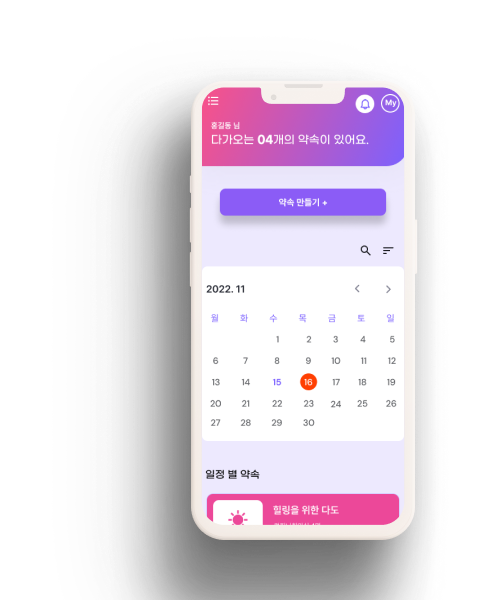 My
홍길동 님
다가오는 04개의 약속이 있어요.
약속 만들기 +
2022. 11
월 화 수 목 금 토 일
1 2 3 4 5
6 7 8 9 10 11 12
13 14 15 16 17 18 19
20 21 22 23 24 25 26
27 28 29 30
일정 별 약속
힐링을 위한 다도